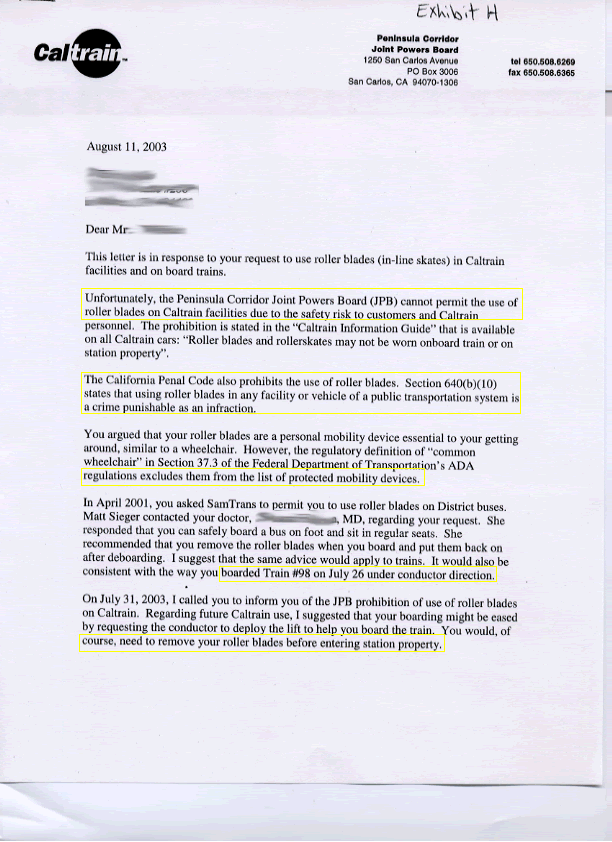 Exhibit H
Caltrain
Peninsula Corridor
Joint Powers Board
1250 San Carlos Avenue
PO Box 3006
San Carlos, CA 94070-1306
tel 650.508.6269
fax 650.508.6365
August 11, 2003
Dear Mr.
This letter is in response to your request to use roller blades (in-line skates) in Caltrain
facilities and on board trains.
Unfortunately, the Peninsula Corridor Joint Powers Board (JPB) cannot permit the use of
roller blades on Caltrain facilities due to the safety risk to customers and Caltrain
personnel. The prohibition is stated in the “Caltrain Information Guide” that is available
on all Caltrain cars: “Roller blades and rollerskates may not be worn onboard train or on
station property”.
The California Penal Code also prohibits the use of roller blades. Section 640(b)(10)
states that using roller blades in any facility or vehicle of a public transportation system is
a crime punishable as an infraction.
You argued that your roller blades are a personal mobility device essential to your getting
around, similar to a wheelchair. However, the regulatory definition of “common
wheelchair” in Section 37.3 of the Federal Department of Transportation’s ADA
regulations excludes them from the list of protected mobility devices.
In April 2001, you asked SamTrans to permit you to use roller blades on District buses.
Matt Sieger contacted your doctor, , MD, regarding your request. She
responded that you can safely board a bus on foot and sit in regular seats. She
recommended that you remove the roller blades when you board and put them back on
after deboarding. I suggest that the same advice would apply to trains. It would also be
consistent with the way you boarded Train #98 on July 26 under conductor direction.
On July 31, 2003, I called you to inform you of the JPB prohibition of use of roller blades
on Caltrain. Regarding future Caltrain use, I suggested that your boarding might be eased
by requesting the conductor to deploy the lift to help you board the train. You would, of
course, need to remove your roller blades before entering station property.